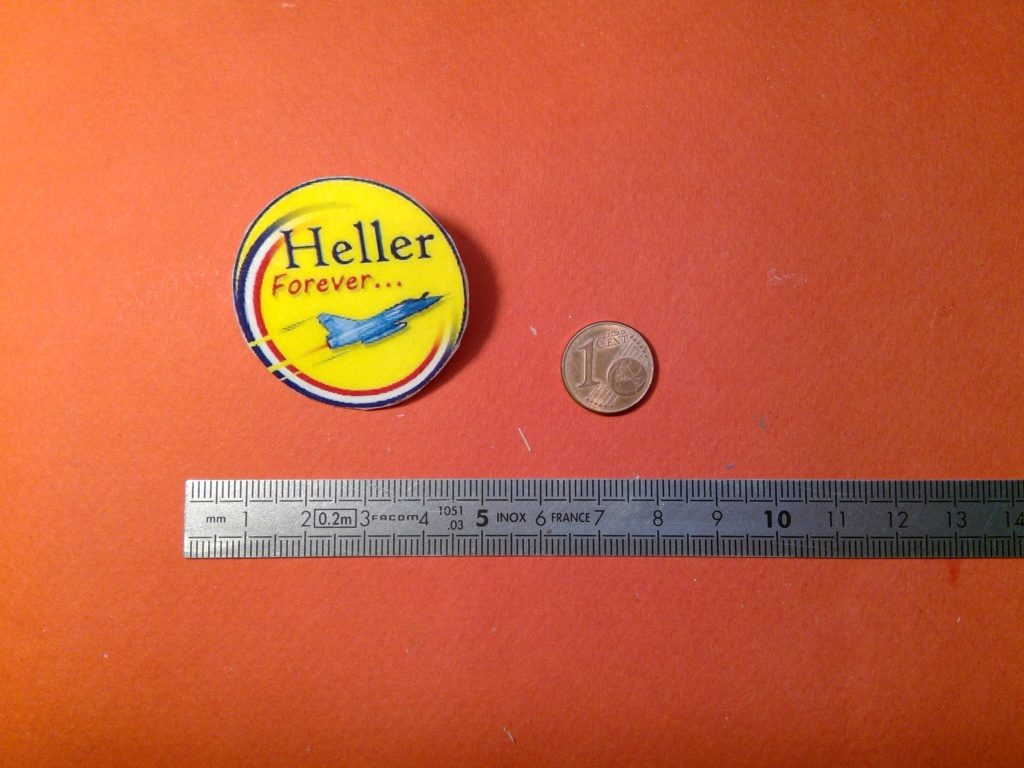 Heller
Forever...
1
EURO
CENT
mm 1 2 0.2m 3 FACOM 4 1051 .03 5 INOX 6 FRANCE 7 8 9 10 11 12 13 14